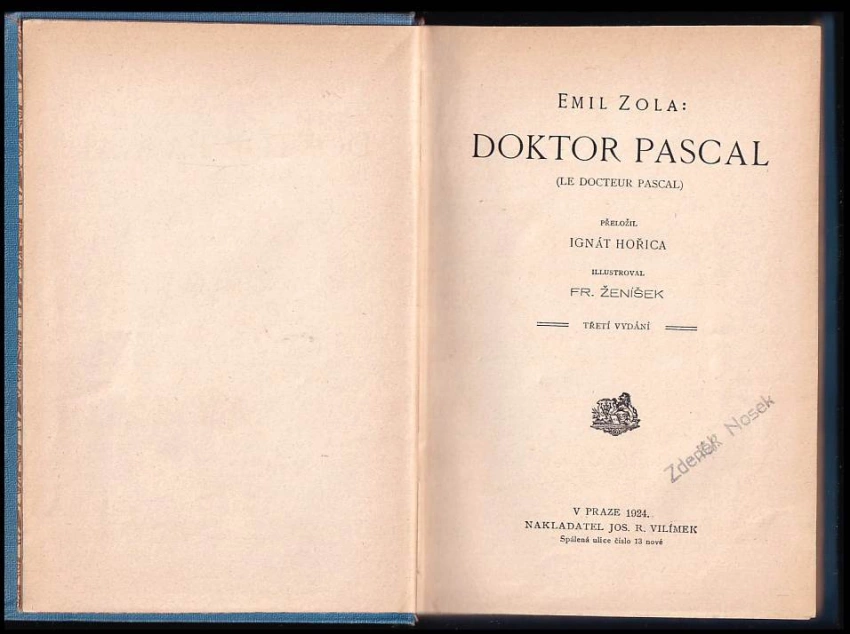 EMIL ZOLA:
DOKTOR PASCAL
(LE DOCTEUR PASCAL)
PŘELOŽIL
IGNÁT HOŘICA
ILLUSTROVAL
FR. ŽENÍŠEK
TŘETÍ VYDÁNÍ
Zdeněk Nosek
V PRAZE 1924.
NAKLADATEL JOS. R. VILÍMEK
Spálená ulice číslo 13 nové